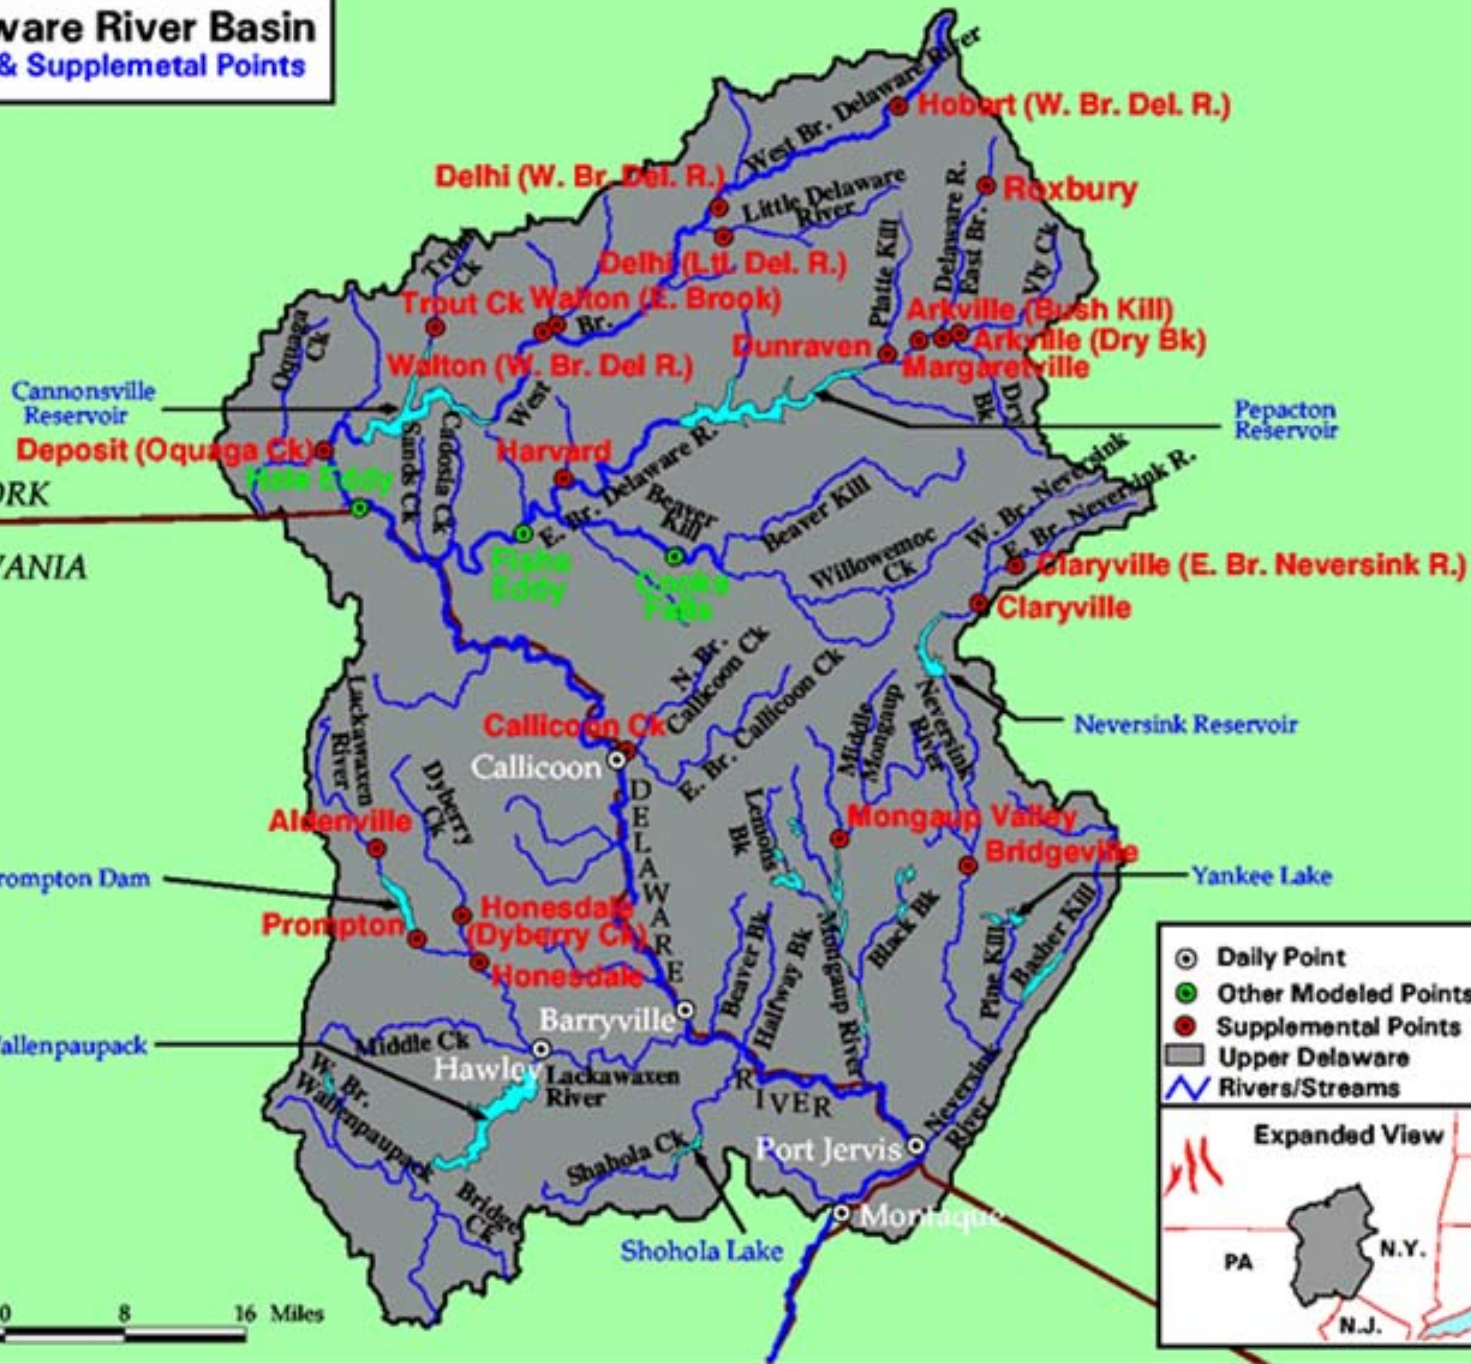 ware River Basin
& Supplemetal Points
West Br. Delaware River
Hobart (W. Br. Del. R.)
Delhi (W. Br. Del. R.)
Little Delaware
River
Roxbury
Delaware R.
East Br.
Platte Kill
Vly Ck
Delhi (Ltl. Del. R.)
Trout
Ck
Trout Ck
Walton (E. Brook)
Br.
West
Arkville (Bush Kill)
Arkville (Dry Bk)
Dunraven
Margaretville
Oquaga
Ck
Walton (W. Br. Del R.)
Cannonsville
Reservoir
Dry
Bk
Pepacton
Reservoir
Deposit (Oquaga Ck)
Hale Eddy
Sands Ck
Cadosia Ck
Harvard
E. Br. Delaware R.
Beaver
Kill
Beaver Kill
W. Br. Neversink
E. Br. Neversink R.
ORK
VANIA
Fishs
Eddy
Cooks
Falls
Willowemoc
Ck
Claryville (E. Br. Neversink R.)
Claryville
N. Br.
Callicoon Ck
E. Br. Callicoon Ck
Lackawaxen
River
Callicoon Ck
Callicoon
Middle
Mongaup
Neversink
River
Neversink Reservoir
DELAWARE
Dyberry
Ck
Aldenville
Lemons
Bk
Mongaup Valley
Bridgeville
rompton Dam
Yankee Lake
Prompton
Honesdale
(Dyberry Ck)
Honesdale
Beaver Bk
Halfway Bk
Mongaup River
Black Bk
Pine Kill
Basher Kill
Barryville
Middle Ck
Hawley
Lackawaxen
River
allenpaupack
W. Br.
Wallenpaupack
RIVER
Neversink
River
Port Jervis
Shahola Ck
Bridge
Ck
Montaque
Shohola Lake
0 8 16 Miles
Daily Point
Other Modeled Points
Supplemental Points
Upper Delaware
Rivers/Streams
Expanded View
PA
N.Y.
N.J.